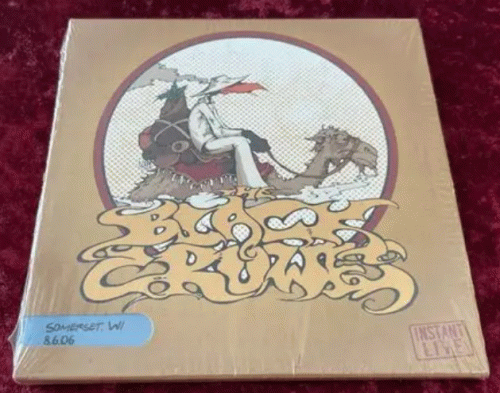 THE
BLACK
CROWES
SOMERSET, WI
8.6.06
INSTANT
LIVE